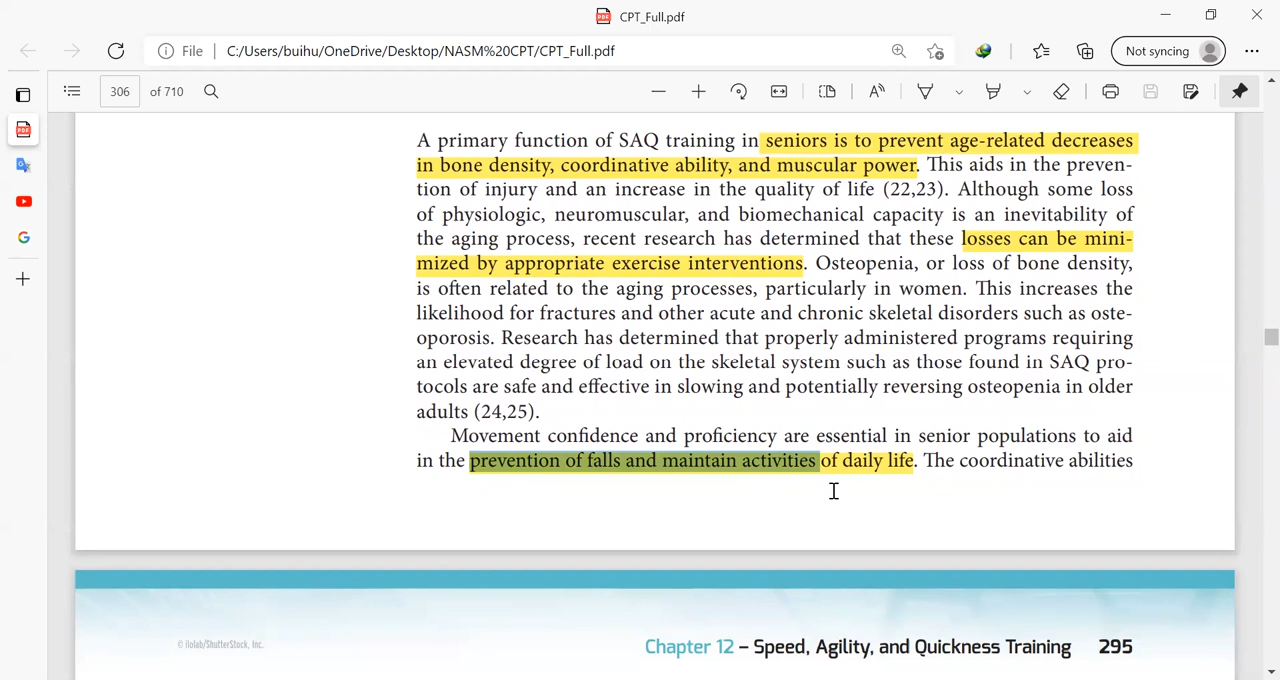 CPT_Full.pdf
File
C:/Users/buihu/OneDrive/Desktop/NASM%20CPT/CPT_Full.pdf
Not syncing
306 of 710
A primary function of SAQ training in seniors is to prevent age-related decreases
in bone density, coordinative ability, and muscular power. This aids in the preven-
tion of injury and an increase in the quality of life (22,23). Although some loss
of physiologic, neuromuscular, and biomechanical capacity is an inevitability of
the aging process, recent research has determined that these losses can be mini-
mized by appropriate exercise interventions. Osteopenia, or loss of bone density,
is often related to the aging processes, particularly in women. This increases the
likelihood for fractures and other acute and chronic skeletal disorders such as oste-
oporosis. Research has determined that properly administered programs requiring
an elevated degree of load on the skeletal system such as those found in SAQ pro-
tocols are safe and effective in slowing and potentially reversing osteopenia in older
adults (24,25).
Movement confidence and proficiency are essential in senior populations to aid
in the prevention of falls and maintain activities of daily life. The coordinative abilities
© ilolab/ShutterStock, Inc.
Chapter 12 – Speed, Agility, and Quickness Training 295